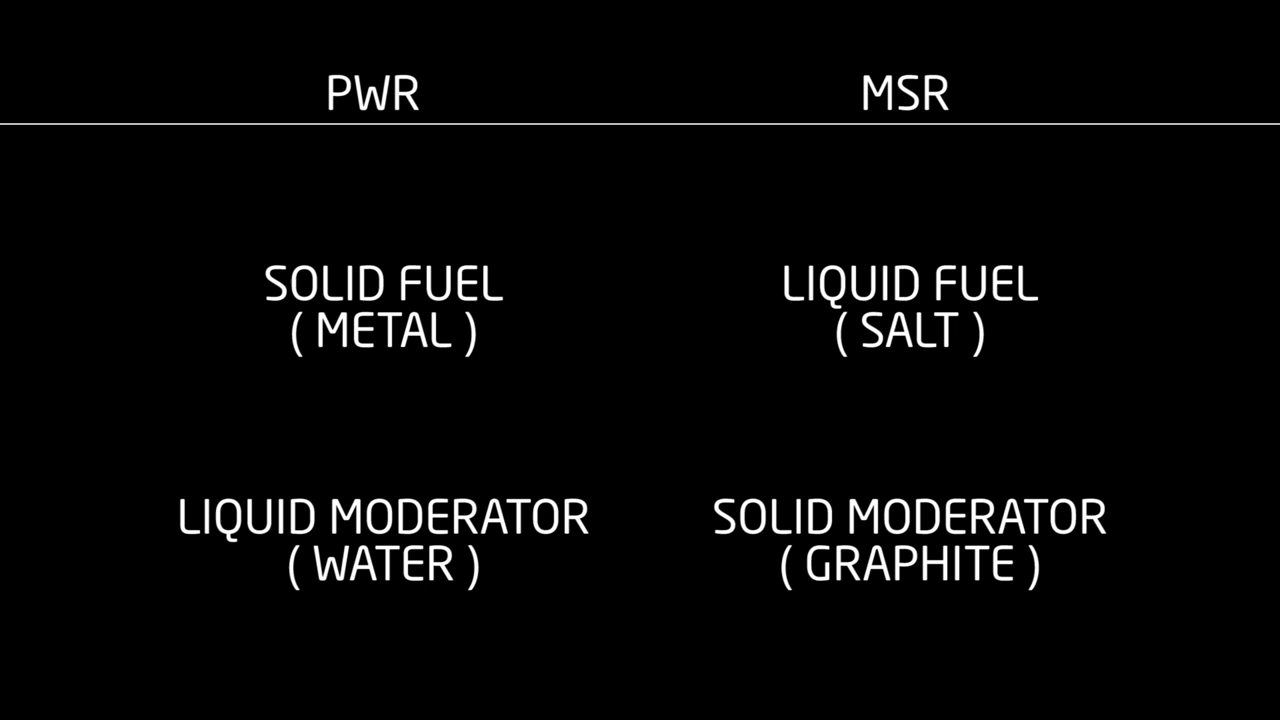 PWR
MSR
SOLID FUEL
( METAL )
LIQUID FUEL
( SALT )
LIQUID MODERATOR
( WATER )
SOLID MODERATOR
( GRAPHITE )